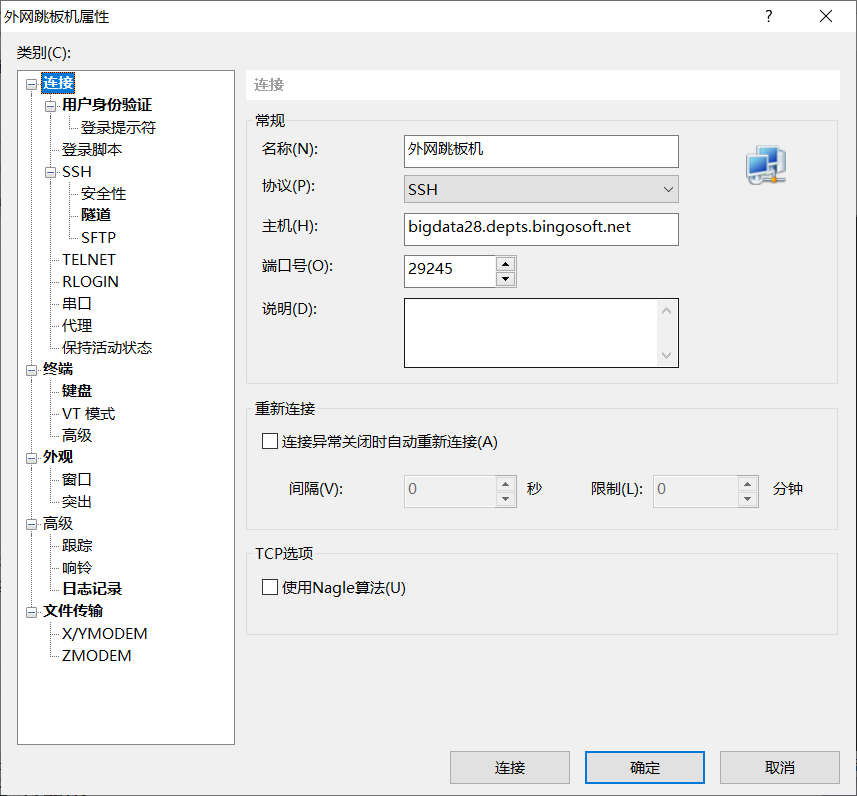 外网跳板机属性
?
类别(C):
连接
用户身份验证
登录提示符
登录脚本
SSH
安全性
隧道
SFTP
TELNET
RLOGIN
串口
代理
保持活动状态
终端
键盘
VT 模式
高级
外观
窗口
突出
高级
跟踪
响铃
日志记录
文件传输
X/YMODEM
ZMODEM
连接
常规
名称(N): 外网跳板机
协议(P): SSH
主机(H): bigdata28.depts.bingosoft.net
端口号(O): 29245
说明(D):
重新连接
连接异常关闭时自动重新连接(A)
间隔(V): 0 秒 限制(L): 0 分钟
TCP选项
使用Nagle算法(U)
连接 确定 取消